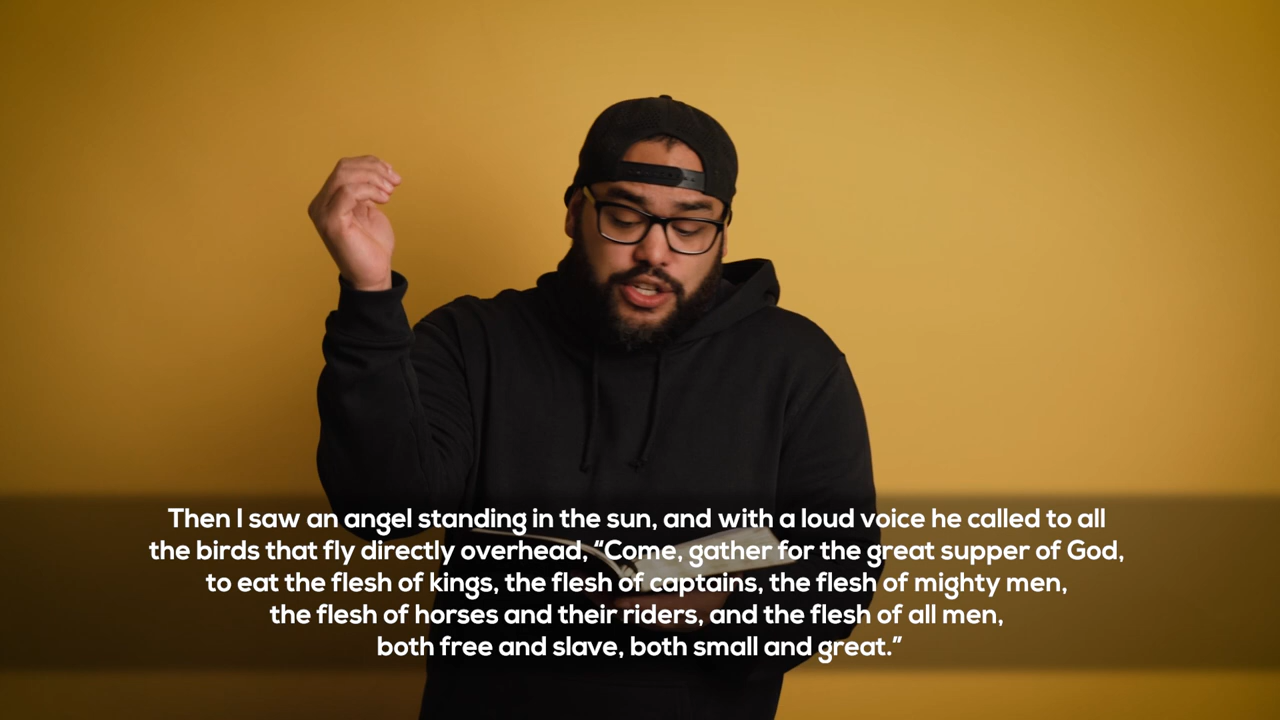 Then I saw an angel standing in the sun, and with a loud voice he called to all
the birds that fly directly overhead, “Come, gather for the great supper of God,
to eat the flesh of kings, the flesh of captains, the flesh of mighty men,
the flesh of horses and their riders, and the flesh of all men,
both free and slave, both small and great.”